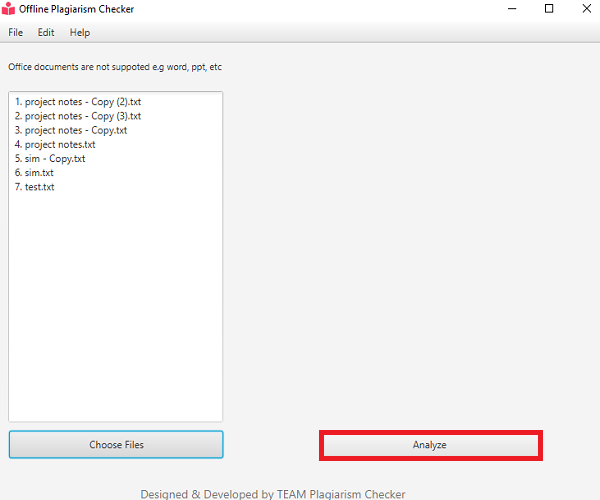 Offline Plagiarism Checker
File Edit Help
Office documents are not suppoted e.g word, ppt, etc
1. project notes - Copy (2).txt
2. project notes - Copy (3).txt
3. project notes - Copy.txt
4. project notes.txt
5. sim - Copy.txt
6. sim.txt
7. test.txt
Choose Files
Analyze
Designed & Developed by TEAM Plagiarism Checker